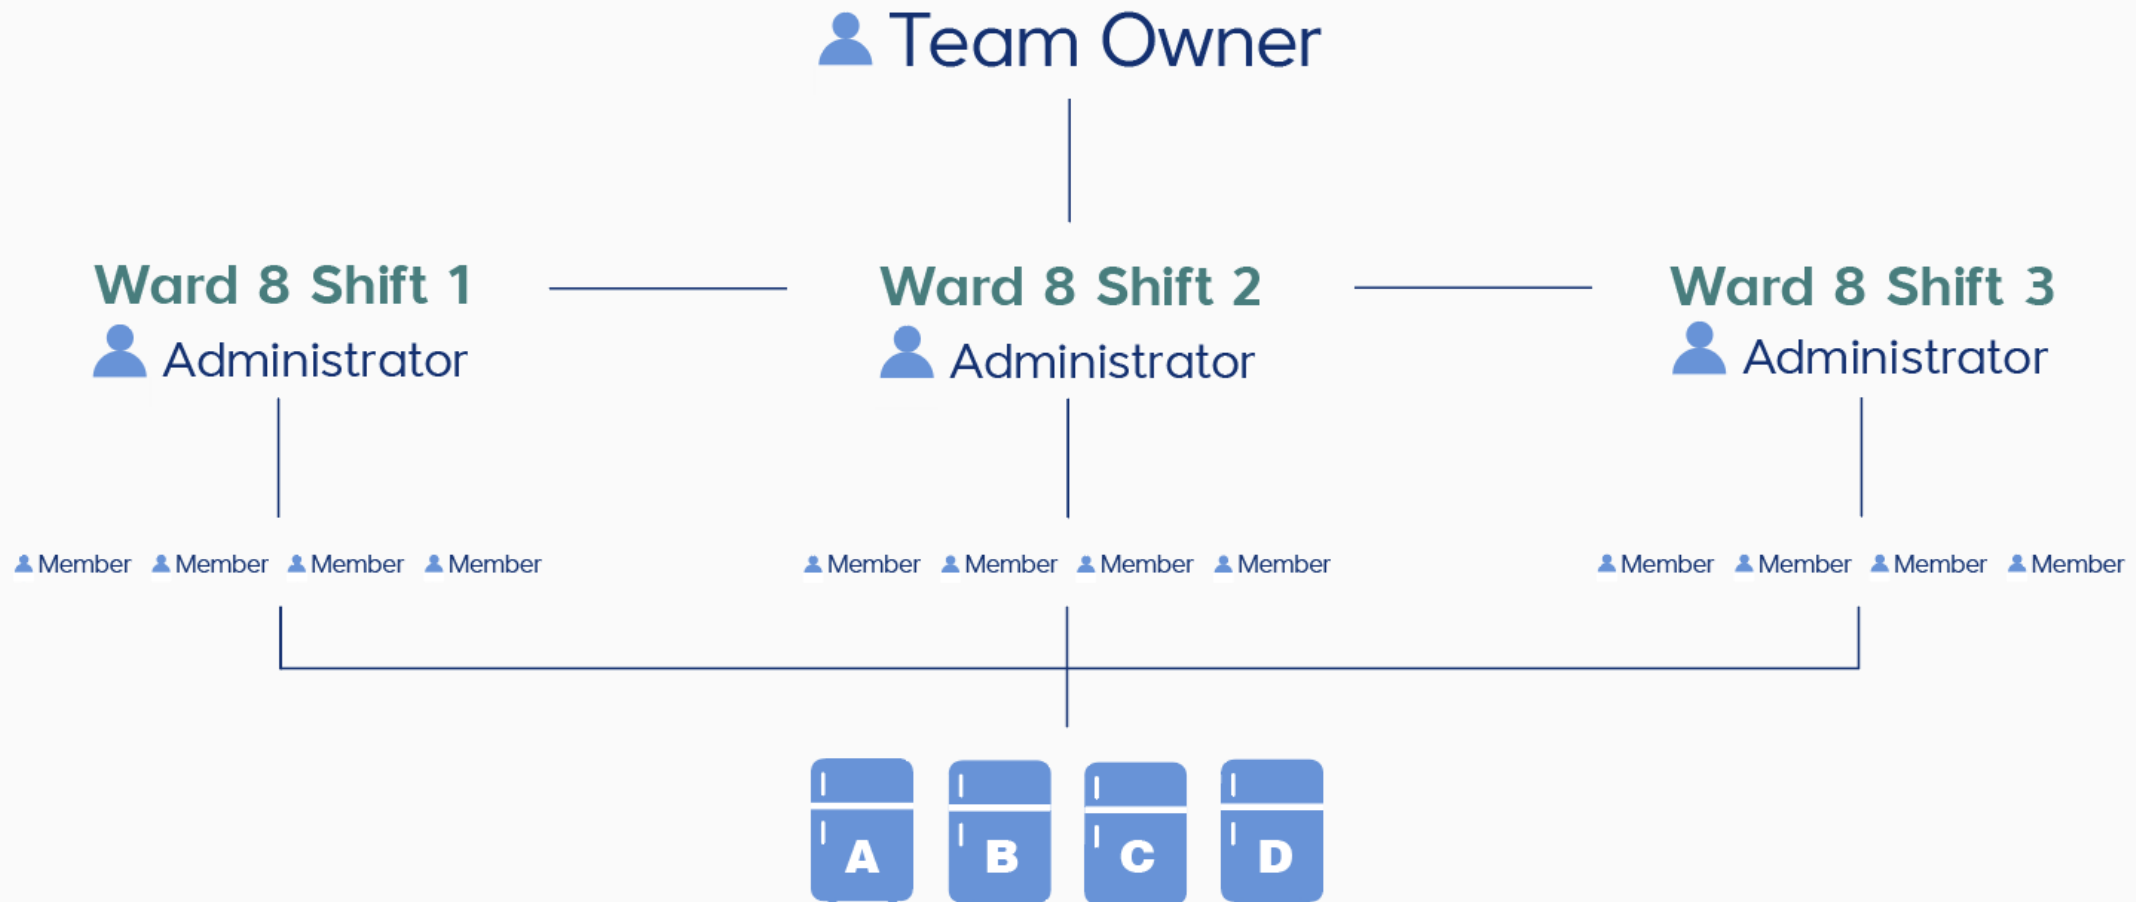 Team Owner
Ward 8 Shift 1
Ward 8 Shift 2
Ward 8 Shift 3
Administrator
Administrator
Administrator
Member Member Member Member
Member Member Member Member
Member Member Member Member
A B C D